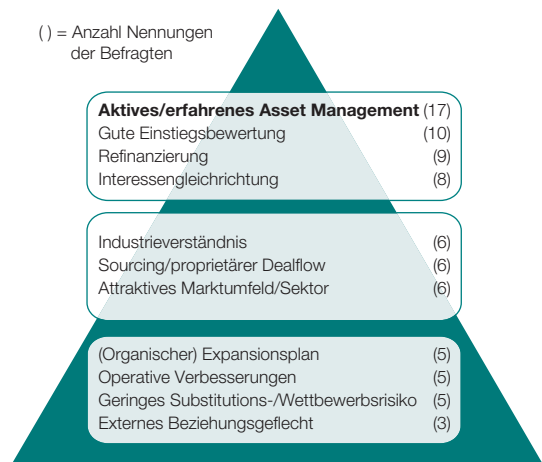 ( ) = Anzahl Nennungen
der Befragten
Aktives/erfahrenes Asset Management (17)
Gute Einstiegsbewertung (10)
Refinanzierung (9)
Interessengleichrichtung (8)
Industrieverständnis (6)
Sourcing/proprietärer Dealflow (6)
Attraktives Marktumfeld/Sektor (6)
(Organischer) Expansionsplan (5)
Operative Verbesserungen (5)
Geringes Substitutions-/Wettbewerbsrisiko (5)
Externes Beziehungsgeflecht (3)